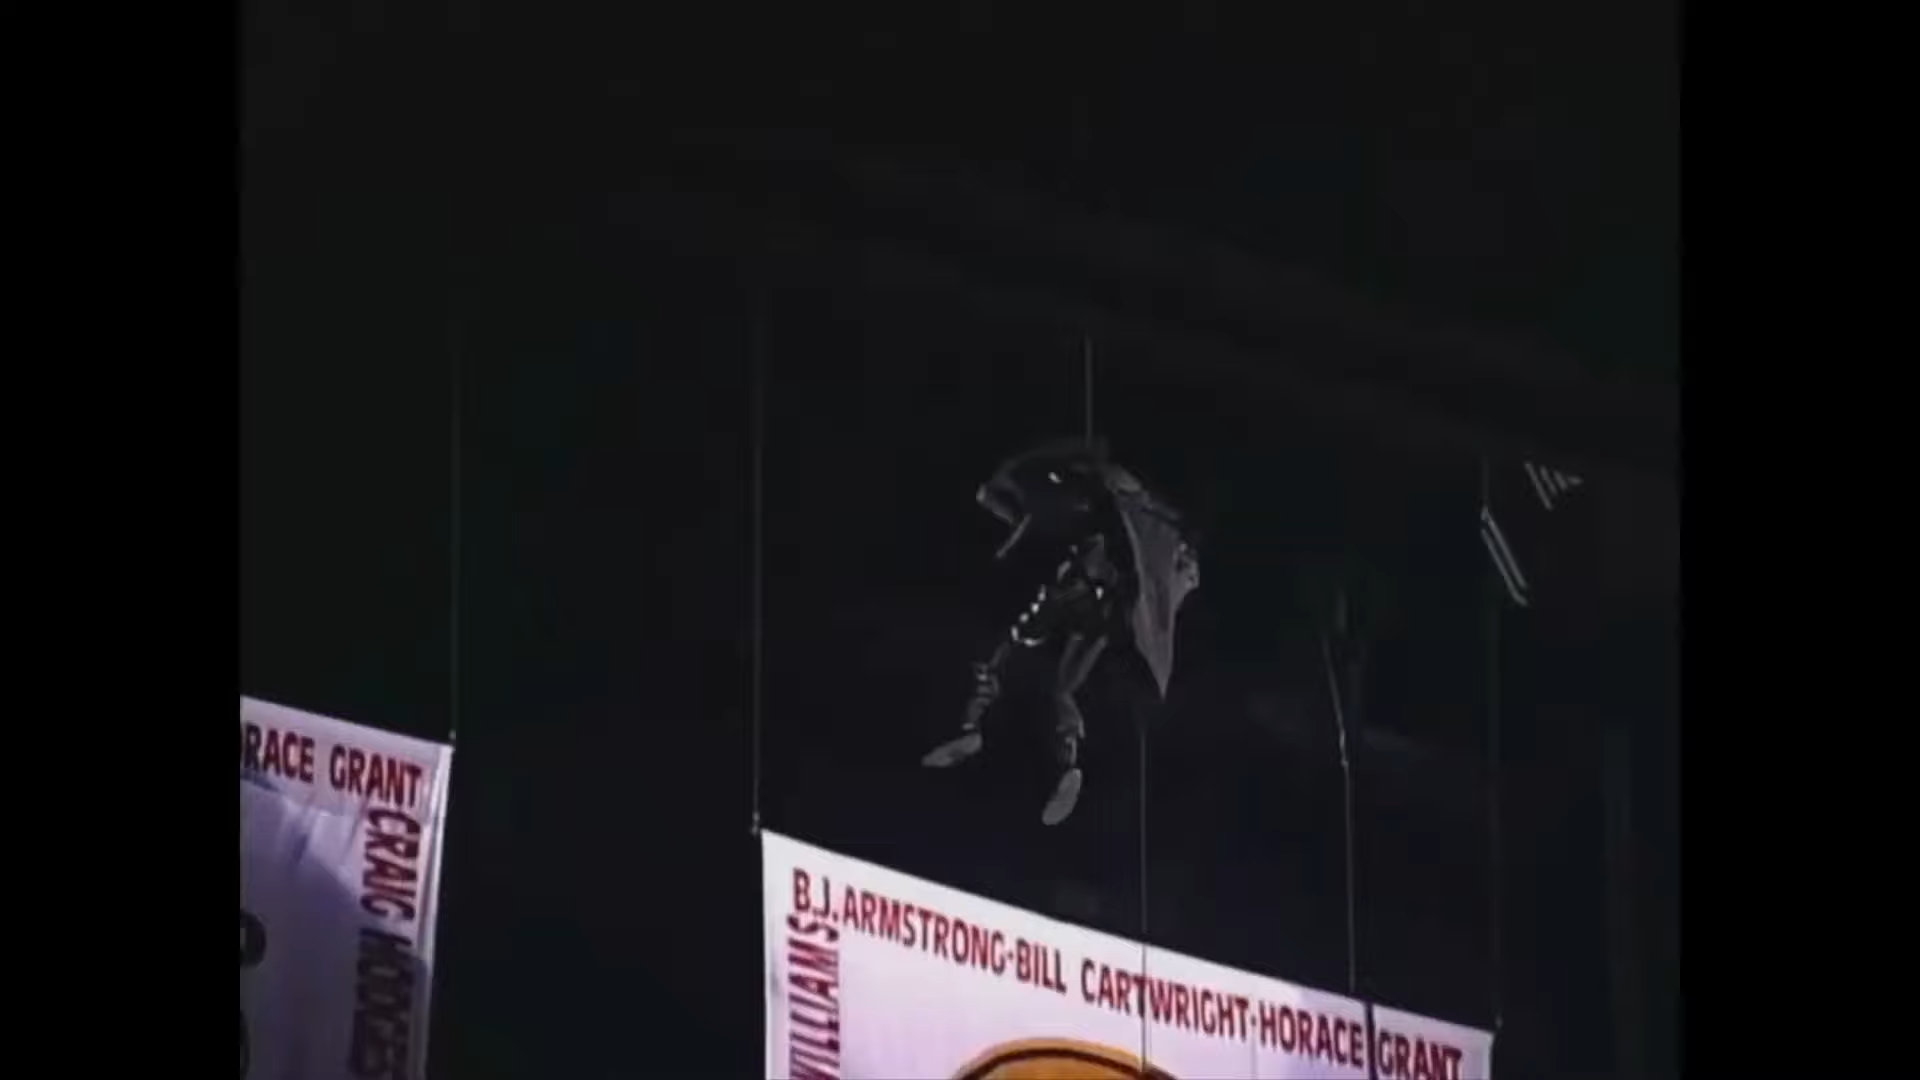 RACE GRANT
CRAIG HODGES
B.J. ARMSTRONG·BILL CARTWRIGHT·HORACE GRANT
WILLIAMS